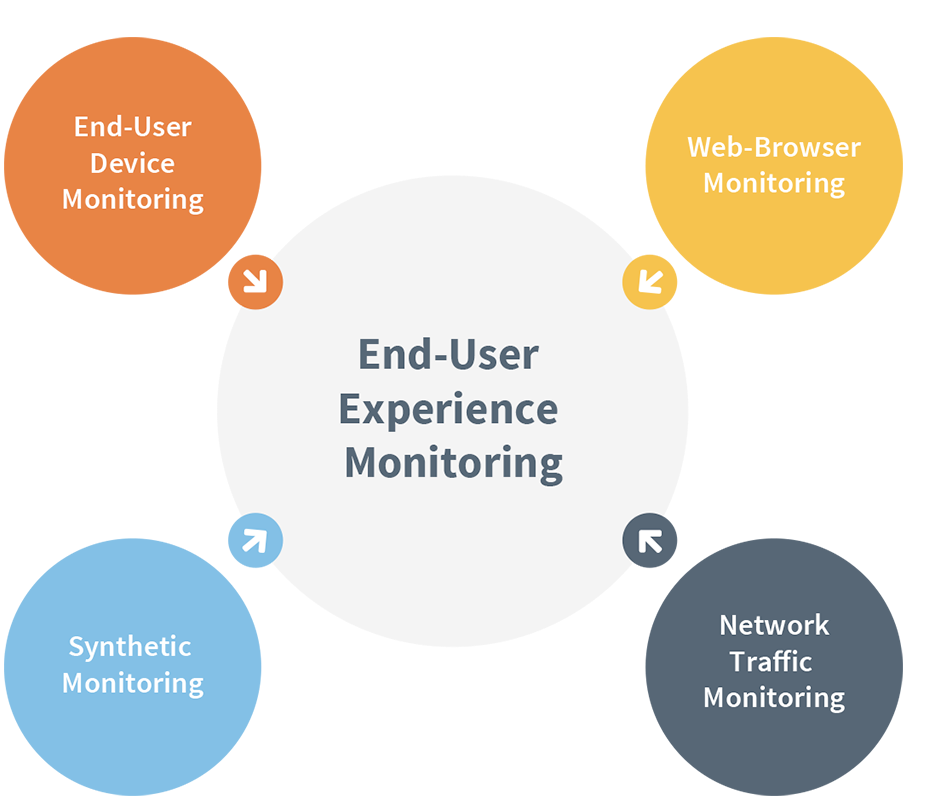 End-User
Device
Monitoring
Web-Browser
Monitoring
End-User
Experience
Monitoring
Synthetic
Monitoring
Network
Traffic
Monitoring